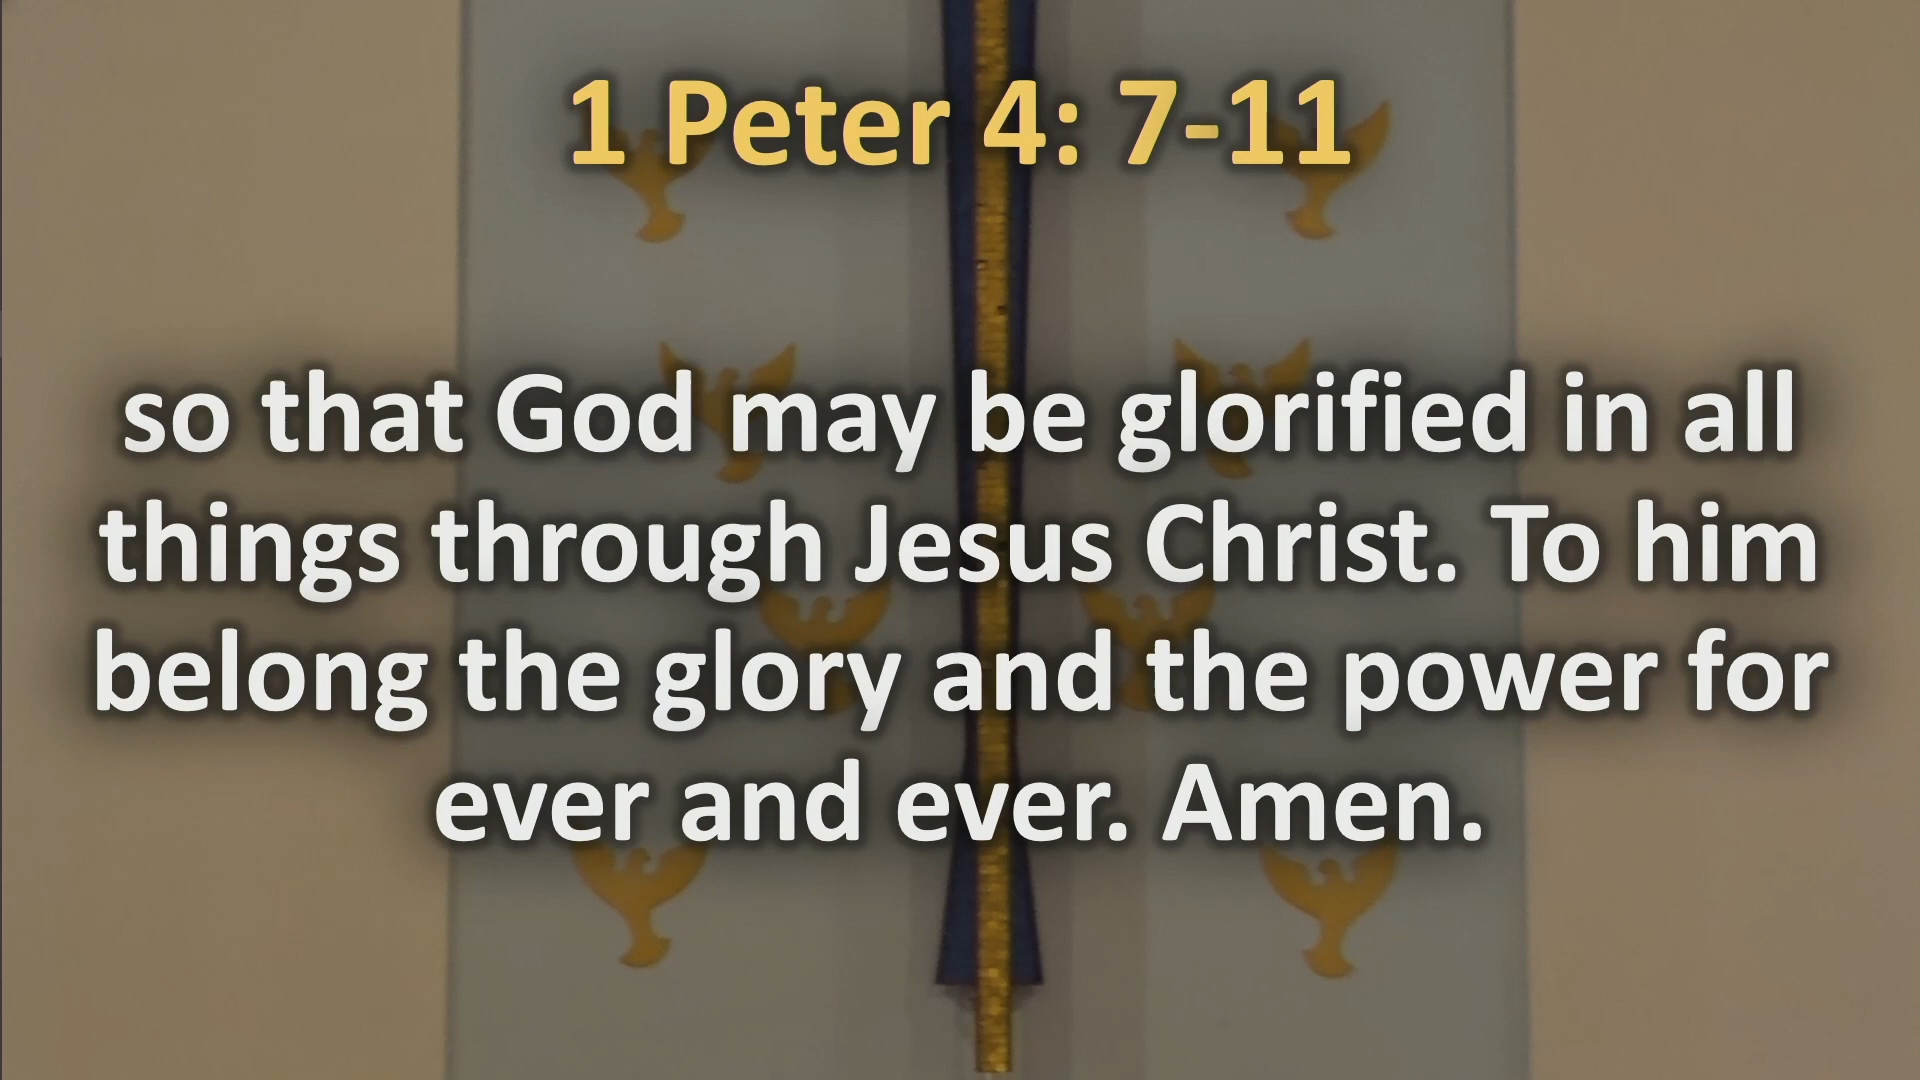 1 Peter 4: 7-11
so that God may be glorified in all
things through Jesus Christ. To him
belong the glory and the power for
ever and ever. Amen.